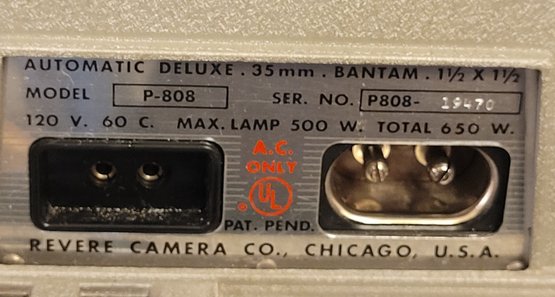 AUTOMATIC DELUXE . 35mm . BANTAM . 1½ X 1½
MODEL P-808 SER. NO. P808- 19470
120 V. 60 C. MAX. LAMP 500 W. TOTAL 650 W.
A.C.
ONLY
UL
PAT. PEND.
REVERE CAMERA CO., CHICAGO, U.S.A.